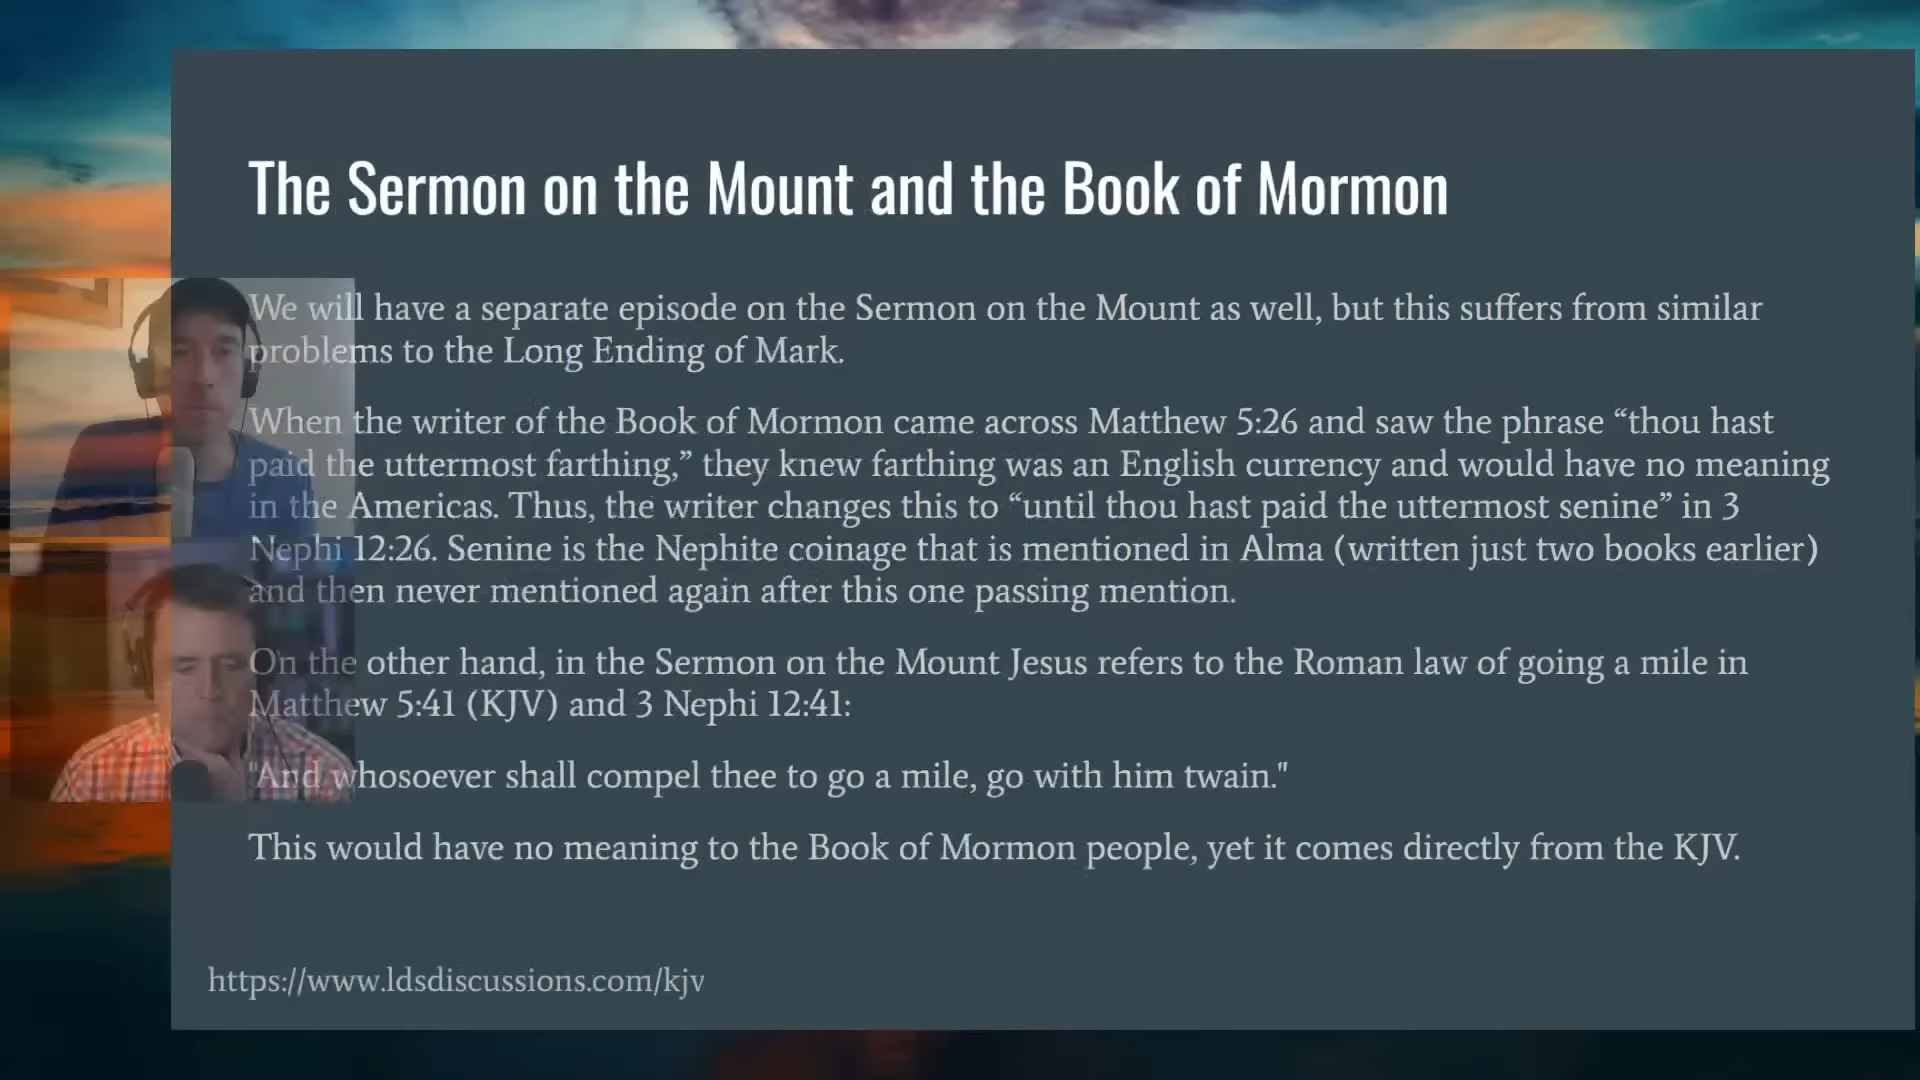 The Sermon on the Mount and the Book of Mormon
We will have a separate episode on the Sermon on the Mount as well, but this suffers from similar
problems to the Long Ending of Mark.
When the writer of the Book of Mormon came across Matthew 5:26 and saw the phrase “thou hast
paid the uttermost farthing,” they knew farthing was an English currency and would have no meaning
in the Americas. Thus, the writer changes this to “until thou hast paid the uttermost senine” in 3
Nephi 12:26. Senine is the Nephite coinage that is mentioned in Alma (written just two books earlier)
and then never mentioned again after this one passing mention.
On the other hand, in the Sermon on the Mount Jesus refers to the Roman law of going a mile in
Matthew 5:41 (KJV) and 3 Nephi 12:41:
"And whosoever shall compel thee to go a mile, go with him twain."
This would have no meaning to the Book of Mormon people, yet it comes directly from the KJV.
https://www.ldsdiscussions.com/kjv